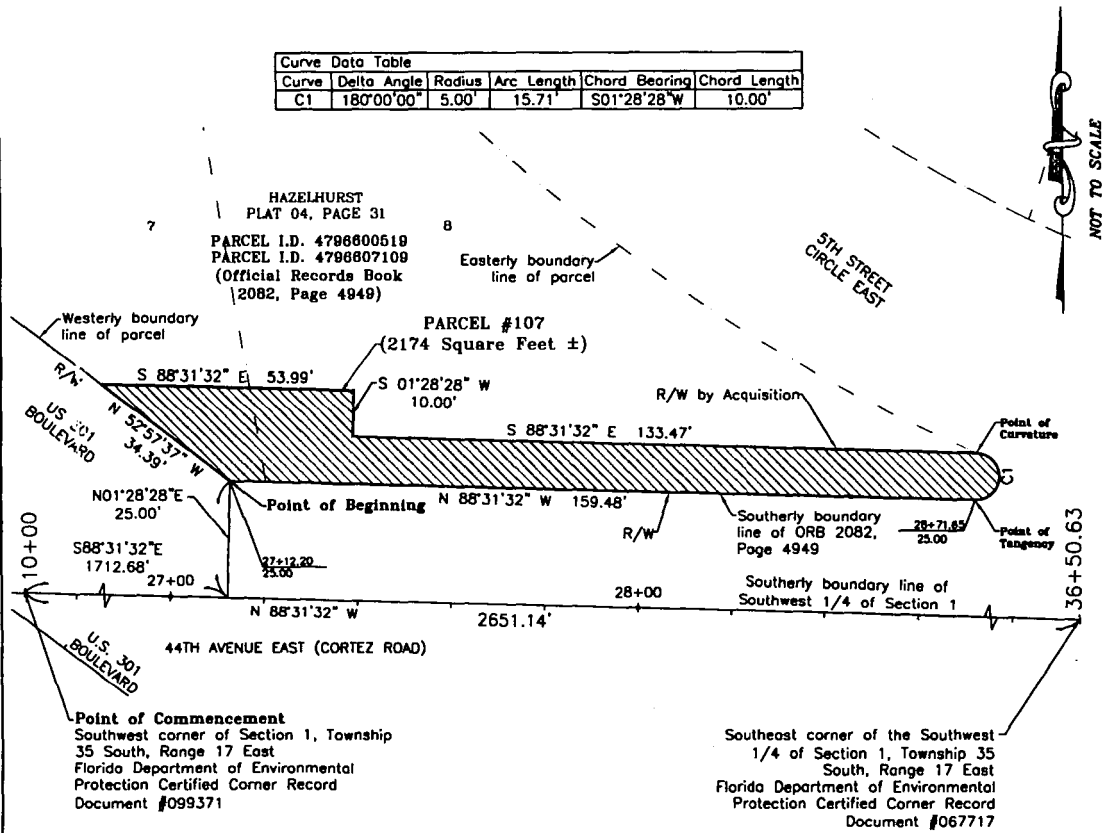 Curve Data Table
Curve Delta Angle Radius Arc Length Chord Bearing Chord Length
C1 180°00'00" 5.00' 15.71' S01°28'28"W 10.00'
NOT TO SCALE
HAZELHURST
PLAT 04, PAGE 31
7
8
PARCEL I.D. 4796600519
PARCEL I.D. 4796607109
(Official Records Book
2082, Page 4949)
Easterly boundary
line of parcel
5TH STREET
CIRCLE EAST
Westerly boundary
line of parcel
PARCEL #107
(2174 Square Feet ±)
R/W
S 88°31'32" E 53.99'
S 01°28'28" W
10.00'
R/W by Acquisition
US 301
BOULEVARD
N 52°57'37" W
34.39'
S 88°31'32" E 133.47'
Point of
Curvature
C1
N01°28'28"E
25.00'
Point of Beginning
N 88°31'32" W 159.48'
R/W
Southerly boundary
line of ORB 2082,
Page 4949
28+71.65
25.00
Point of
Tangency
10+00
S88°31'32"E
1712.68'
27+00
27+12.20
25.00
28+00
Southerly boundary line of
Southwest 1/4 of Section 1
36+50.63
N 88°31'32" W
2651.14'
U.S. 301
BOULEVARD
44TH AVENUE EAST (CORTEZ ROAD)
Point of Commencement
Southwest corner of Section 1, Township
35 South, Range 17 East
Florida Department of Environmental
Protection Certified Corner Record
Document #099371
Southeast corner of the Southwest
1/4 of Section 1, Township 35
South, Range 17 East
Florida Department of Environmental
Protection Certified Corner Record
Document #067717